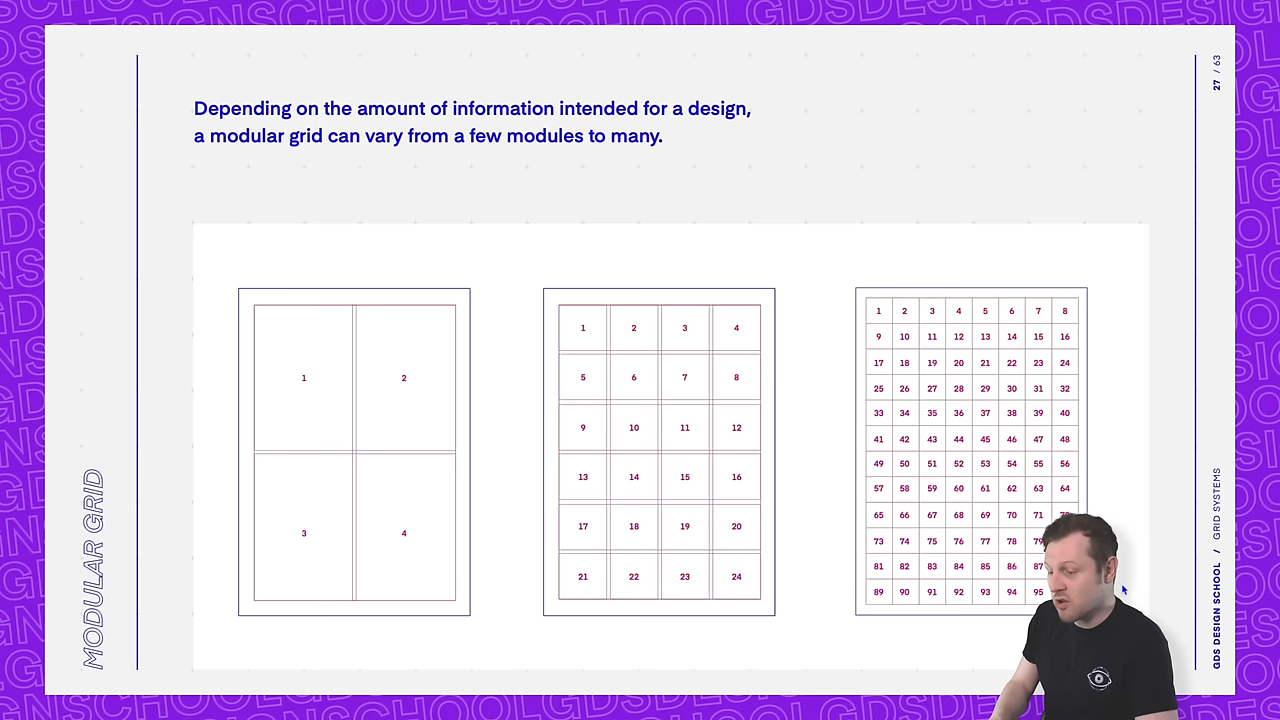 Depending on the amount of information intended for a design,
a modular grid can vary from a few modules to many.
27 / 63
1 2
3 4
1 2 3 4
5 6 7 8
9 10 11 12
13 14 15 16
17 18 19 20
21 22 23 24
1 2 3 4 5 6 7 8
9 10 11 12 13 14 15 16
17 18 19 20 21 22 23 24
25 26 27 28 29 30 31 32
33 34 35 36 37 38 39 40
41 42 43 44 45 46 47 48
49 50 51 52 53 54 55 56
57 58 59 60 61 62 63 64
65 66 67 68 69 70 71
73 74 75 76 77 78 79
81 82 83 84 85 86 87
89 90 91 92 93 94 95
MODULAR GRID
GDS DESIGN SCHOOL / GRID SYSTEMS